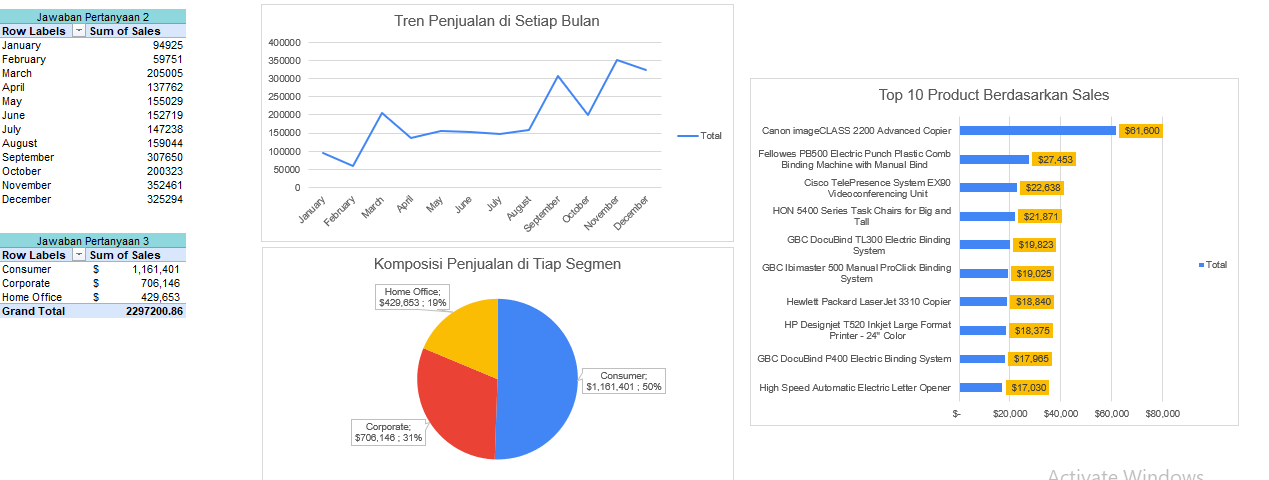 Jawaban Pertanyaan 2
Row Labels Sum of Sales
January 94925
February 59751
March 205005
April 137762
May 155029
June 152719
July 147238
August 159044
September 307650
October 200323
November 352461
December 325294
Jawaban Pertanyaan 3
Row Labels Sum of Sales
Consumer $ 1,161,401
Corporate $ 706,146
Home Office $ 429,653
Grand Total 2297200.86
Tren Penjualan di Setiap Bulan
400000
350000
300000
250000
200000
150000
100000
50000
0
January
February
March
April
May
June
July
August
September
October
November
December
Total
Komposisi Penjualan di Tiap Segmen
Home Office;
$429,653 ; 19%
Consumer;
$1,161,401 ; 50%
Corporate;
$706,146 ; 31%
Top 10 Product Berdasarkan Sales
Canon imageCLASS 2200 Advanced Copier $61,600
Fellowes PB500 Electric Punch Plastic Comb
Binding Machine with Manual Bind $27,453
Cisco TelePresence System EX90
Videoconferencing Unit $22,638
HON 5400 Series Task Chairs for Big and
Tall $21,871
GBC DocuBind TL300 Electric Binding
System $19,823
GBC Ibimaster 500 Manual ProClick Binding
System $19,025
Hewlett Packard LaserJet 3310 Copier $18,840
HP Designjet T520 Inkjet Large Format
Printer - 24" Color $18,375
GBC DocuBind P400 Electric Binding System $17,965
High Speed Automatic Electric Letter Opener $17,030
$- $20,000 $40,000 $60,000 $80,000
Total
Activate Windows